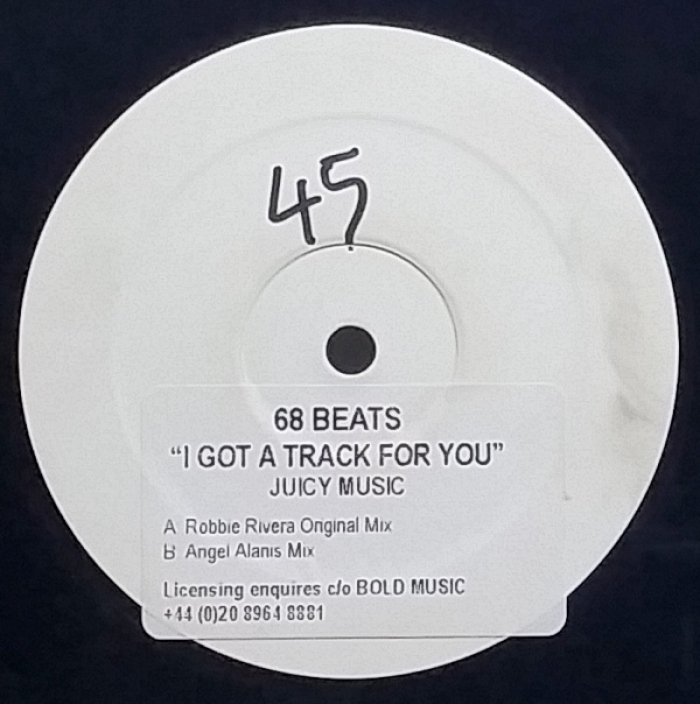 45
68 BEATS
“I GOT A TRACK FOR YOU”
JUICY MUSIC
A Robbie Rivera Original Mix
B Angel Alanis Mix
Licensing enquires c/o BOLD MUSIC
+44 (0)20 8964 8881